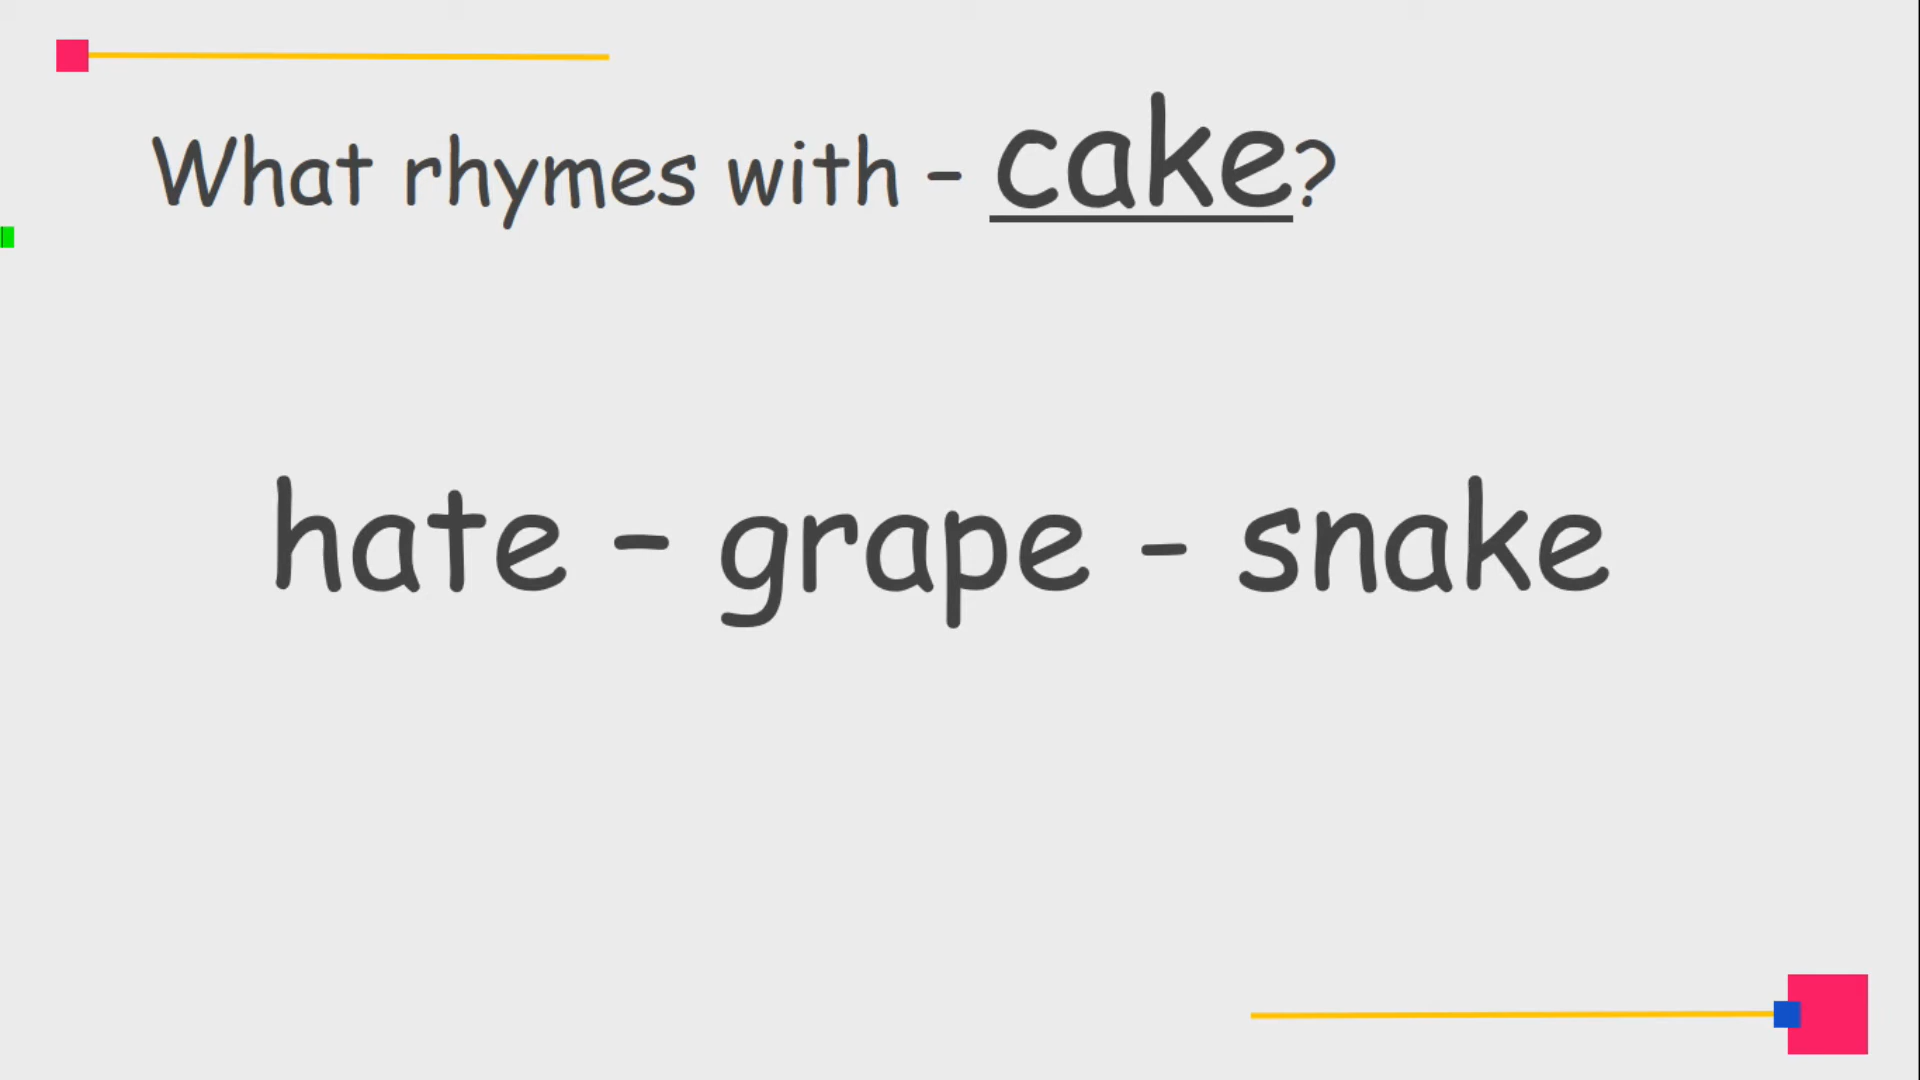 What rhymes with – cake?
hate – grape - snake